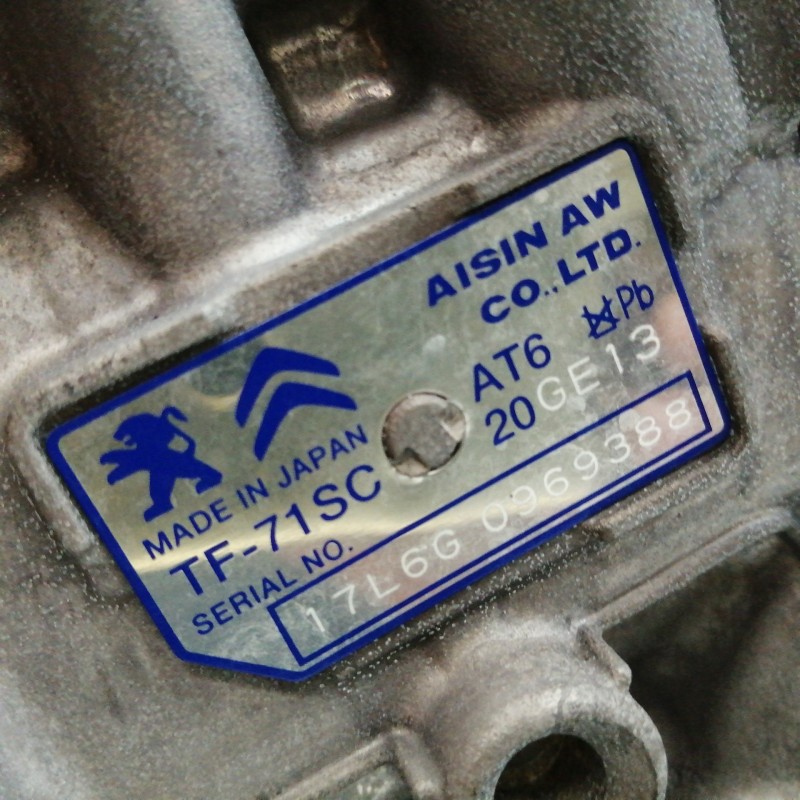 AISIN AW
CO.,LTD.
AT6 Pb
20GE13
MADE IN JAPAN
TF-71SC
SERIAL NO.
17L6G 0969388